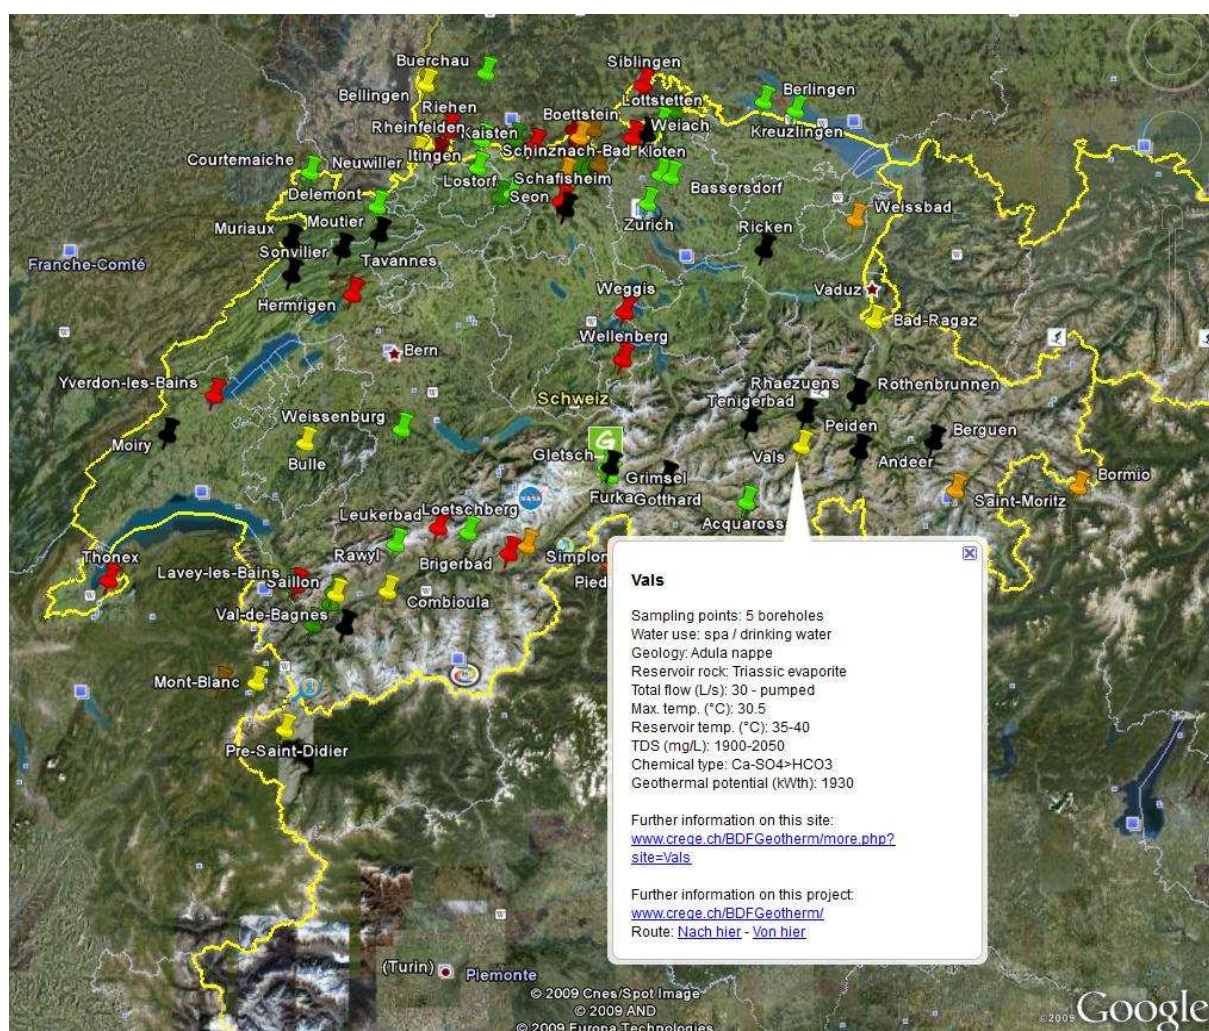 Buerchau
Siblingen
Bellingen
Berlingen
Riehen
Lottstetten
Boettstein
Rheinfelden
Kaisten
Weiach
Kreuzlingen
Itingen
Schinznach-Bad
Kloten
Courtemaiche
Neuwiller
Lostorf
Schafisheim
Bassersdorf
Delemont
Seon
Zurich
Weissbad
Muriaux
Moutier
Ricken
Sonvilier
Tavannes
Franche-Comté
Hermrigen
Weggis
Vaduz
Wellenberg
Bad-Ragaz
Bern
Yverdon-les-Bains
Schweiz
Rhaezuens
Rothenbrunnen
Tenigerbad
Weissenburg
Peiden
Berguen
Moiry
Bulle
Gletsch
Vals
Andeer
Grimsel
Bormio
Furka
Gotthard
Saint-Moritz
Leukerbad
Loetschberg
NASA
Acquaross
Thonex
Rawyl
Brigerbad
Simplon
Lavey-les-Bains
Saillon
Pied
Combioula
Val-de-Bagnes
Mont-Blanc
Pre-Saint-Didier
Vals
Sampling points: 5 boreholes
Water use: spa / drinking water
Geology: Adula nappe
Reservoir rock: Triassic evaporite
Total flow (L/s): 30 - pumped
Max. temp. (°C): 30.5
Reservoir temp. (°C): 35-40
TDS (mg/L): 1900-2050
Chemical type: Ca-SO4>HCO3
Geothermal potential (kWth): 1930
Further information on this site:
www.crege.ch/BDFGeotherm/more.php?
site=Vals
Further information on this project:
www.crege.ch/BDFGeotherm/
Route: Nach hier - Von hier
(Turin)
Piemonte
© 2009 Cnes/Spot Image
© 2009 AND
© 2009 Europa Technologies
©2009 Google